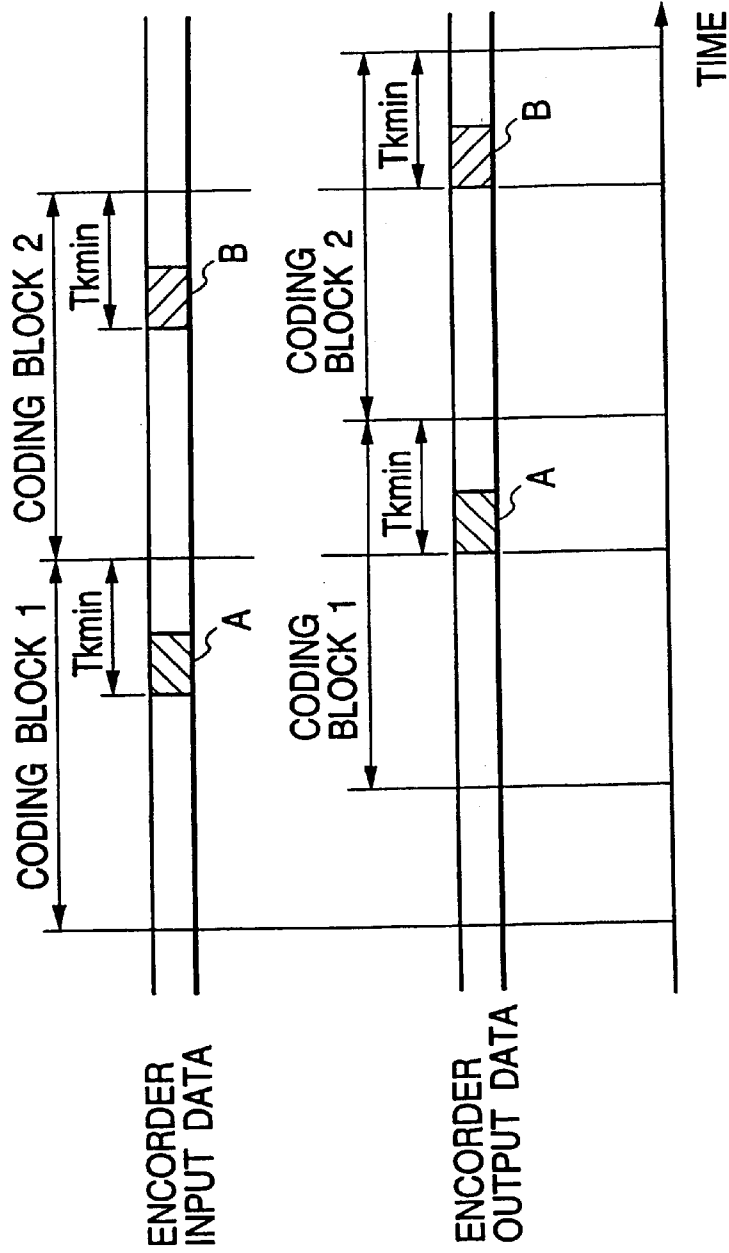 CODING BLOCK 1
CODING BLOCK 2
Tkmin
Tkmin
ENCORDER
INPUT DATA
A
B
CODING
BLOCK 1
CODING
BLOCK 2
Tkmin
Tkmin
ENCORDER
OUTPUT DATA
A
B
TIME